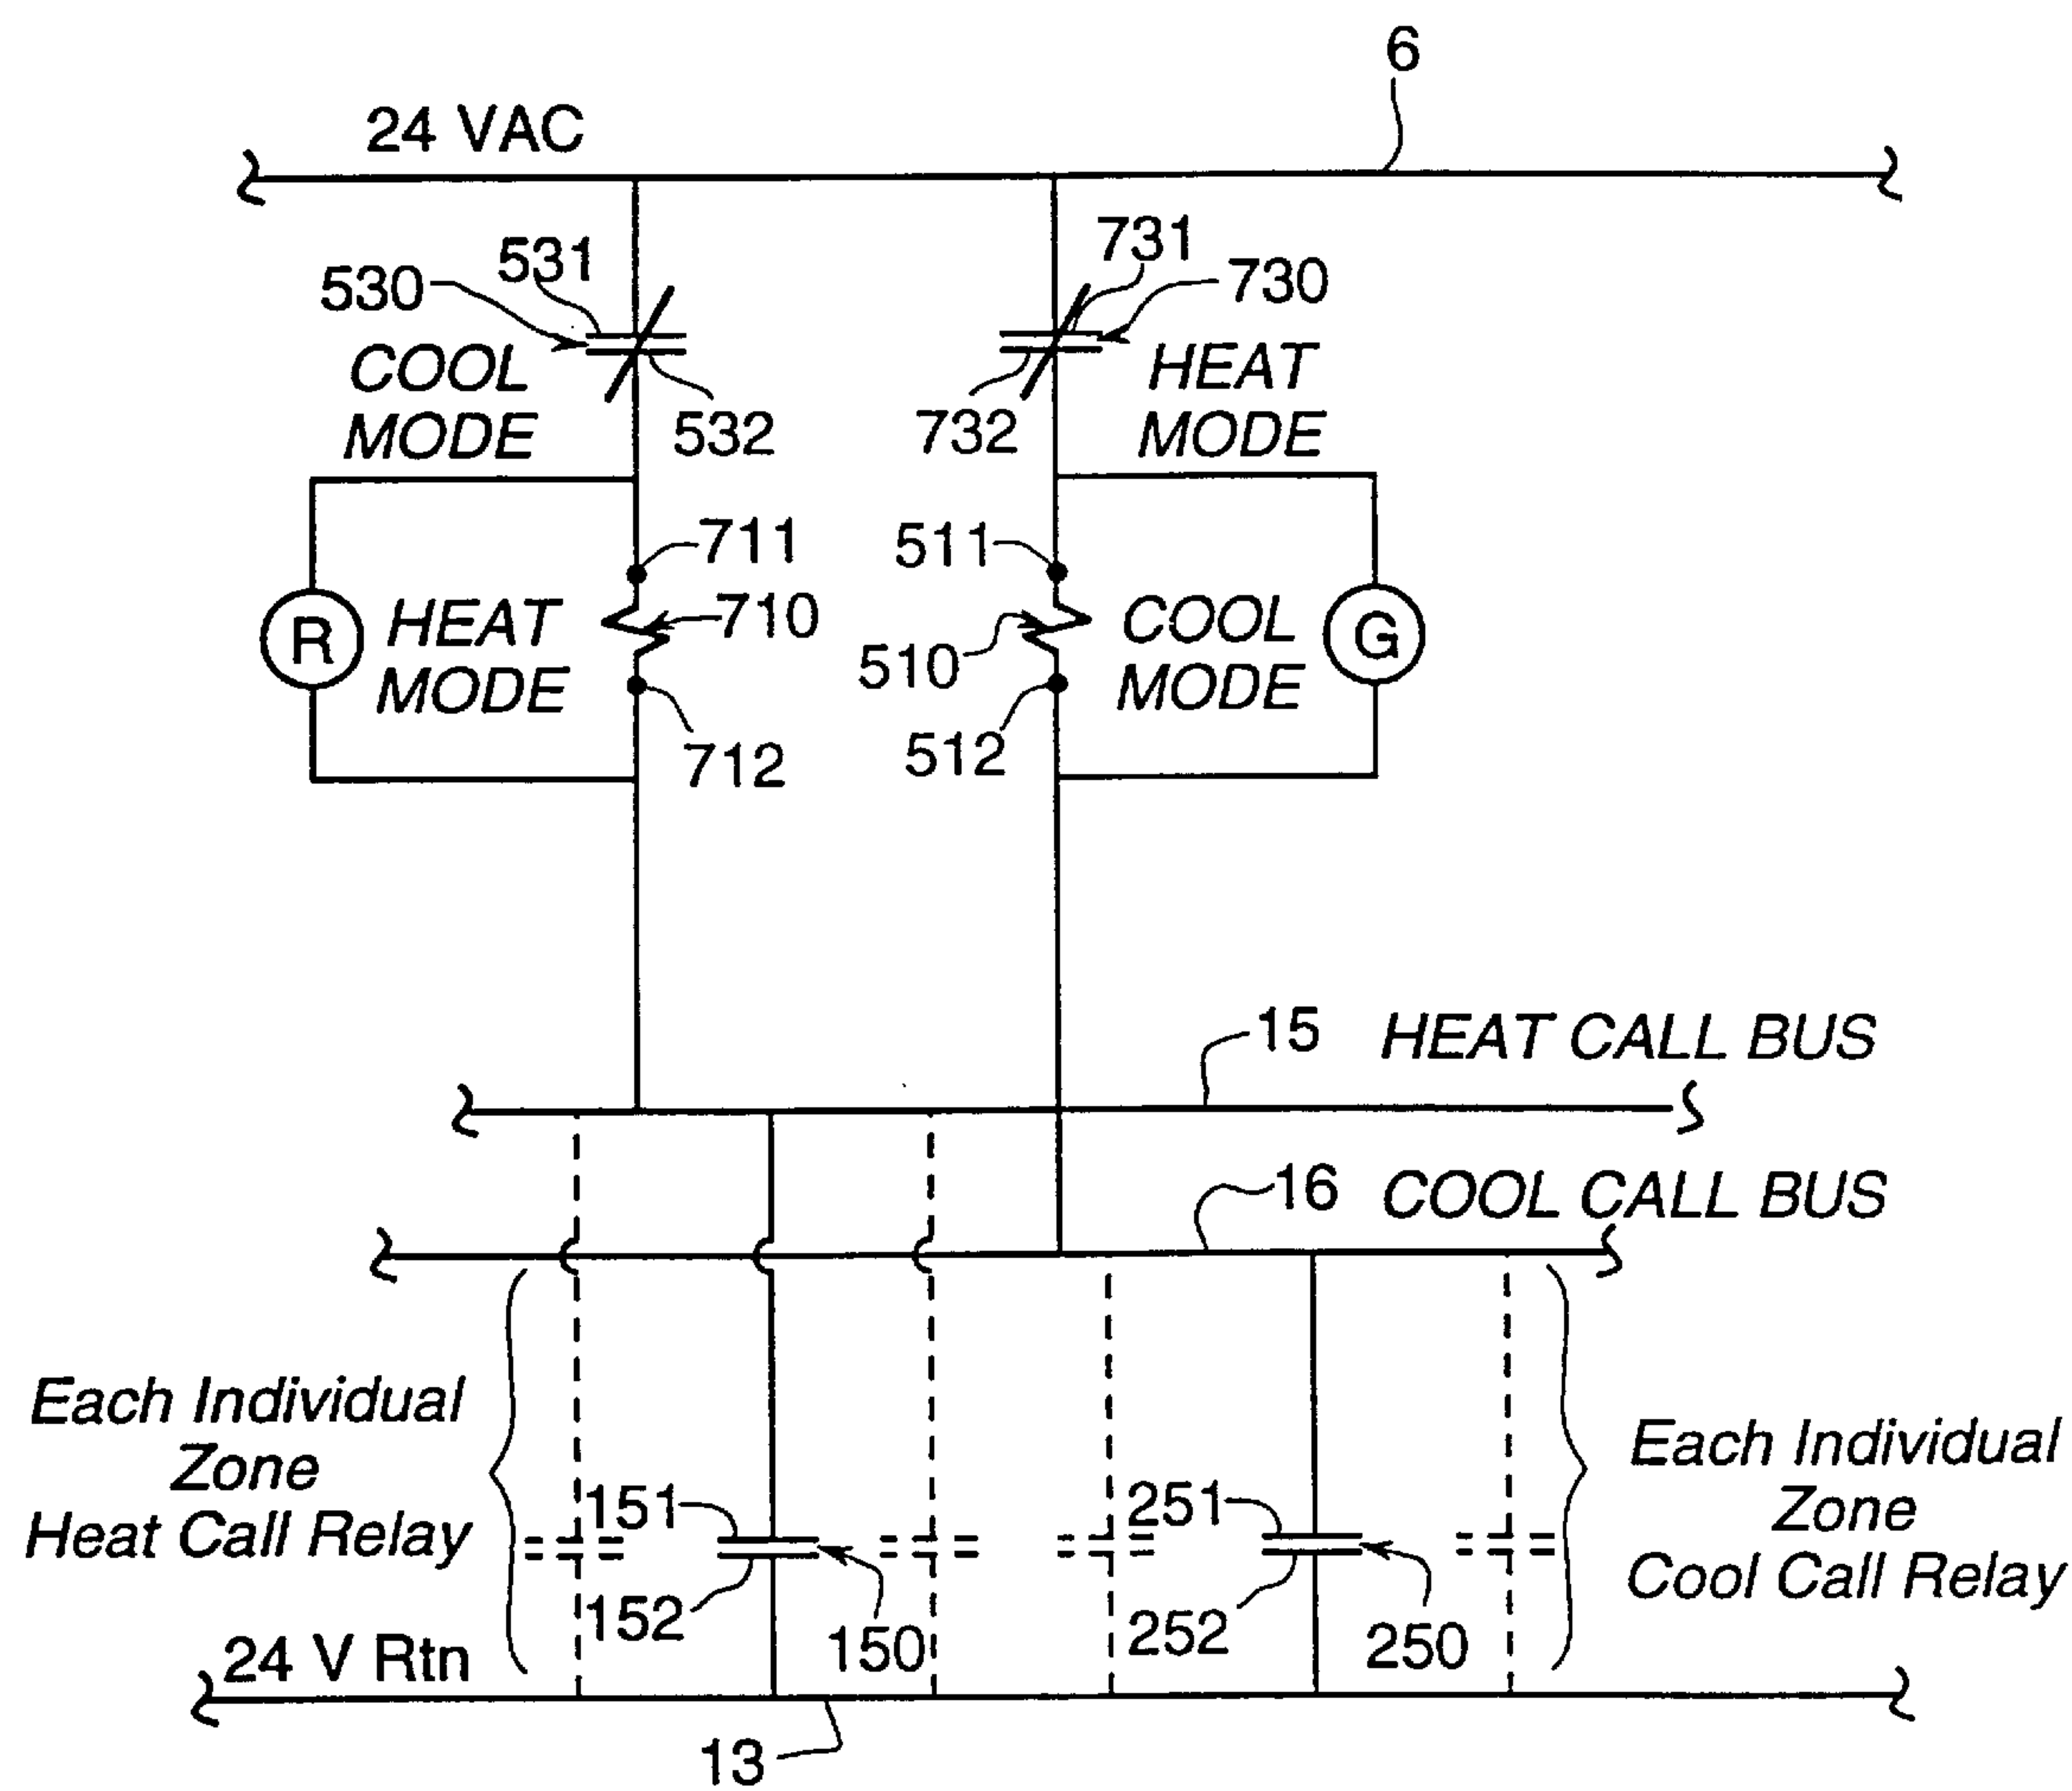 6
24 VAC
531
530
COOL
MODE
532
731
730
HEAT
MODE
732
711
710
HEAT
MODE
712
R
511
510
COOL
MODE
512
G
15 HEAT CALL BUS
16 COOL CALL BUS
Each Individual
Zone
Heat Call Relay
151
152
150
251
252
250
Each Individual
Zone
Cool Call Relay
24 V Rtn
13